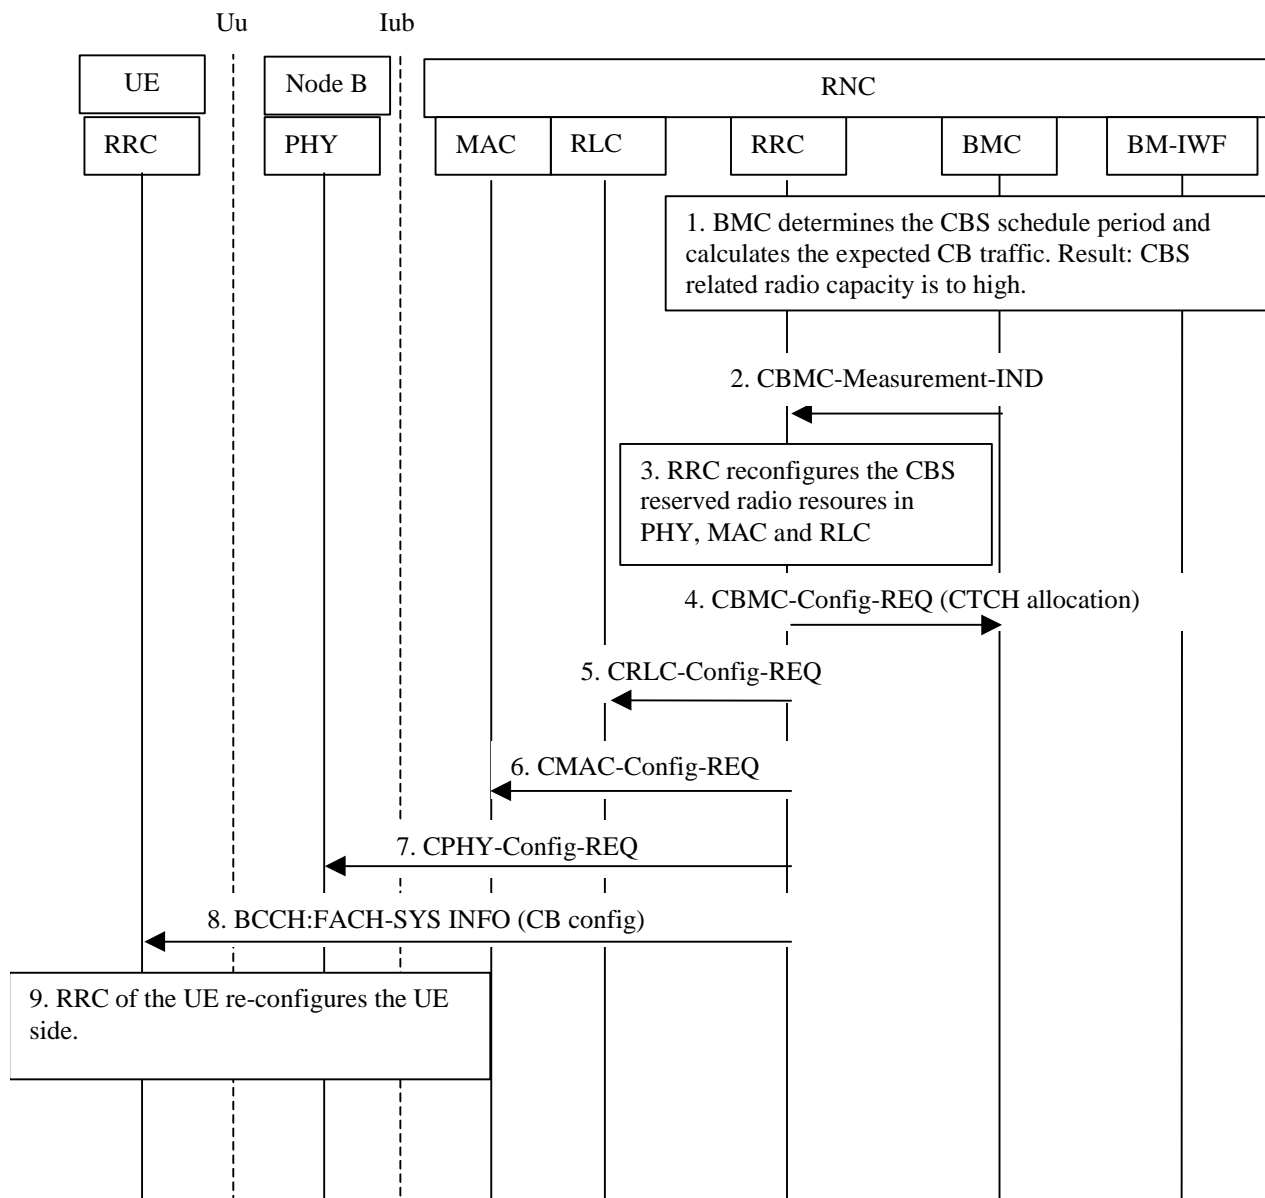 Uu
Iub
UE
Node B
RNC
RRC
PHY
MAC
RLC
RRC
BMC
BM-IWF
1. BMC determines the CBS schedule period and
calculates the expected CB traffic. Result: CBS
related radio capacity is to high.
2. CBMC-Measurement-IND
3. RRC reconfigures the CBS
reserved radio resoures in
PHY, MAC and RLC
4. CBMC-Config-REQ (CTCH allocation)
5. CRLC-Config-REQ
6. CMAC-Config-REQ
7. CPHY-Config-REQ
8. BCCH:FACH-SYS INFO (CB config)
9. RRC of the UE re-configures the UE
side.